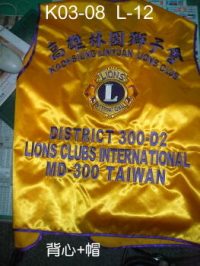 K03-08 L-12
高雄林園獅子會
KAOHSIUNG LINYUAN LIONS CLUB
LIONS
L
INTERNATIONAL
DISTRICT 300-D2
LIONS CLUBS INTERNATIONAL
MD-300 TAIWAN
背心+帽